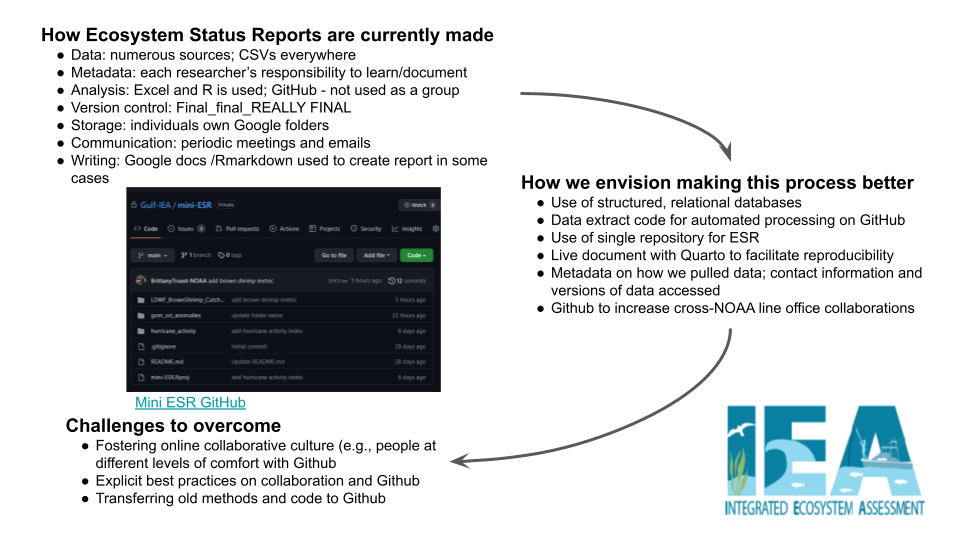 How Ecosystem Status Reports are currently made
● Data: numerous sources; CSVs everywhere
● Metadata: each researcher's responsibility to learn/document
● Analysis: Excel and R is used; GitHub - not used as a group
● Version control: Final_final_REALLY FINAL
● Storage: individuals own Google folders
● Communication: periodic meetings and emails
● Writing: Google docs /Rmarkdown used to create report in some
cases
Gulf-IEA / mini-ESR Private
Watch 0
Code Issues 8 Pull requests Actions Projects Security Insights
main 1 branch 0 tags Go to file Add file Code
BrittanyTroast-NOAA add brown shrimp metric 5 hours ago 12 commits
LDWF_BrownShrimp_Catch... add brown shrimp metric 5 hours ago
gom_sst_anomalies update folder name 22 hours ago
hurricane_activity add hurricane activity index 6 days ago
.gitignore Initial commit 28 days ago
README.md Update README.md 28 days ago
mini-ESR.Rproj add hurricane activity index 6 days ago
Mini ESR GitHub
How we envision making this process better
● Use of structured, relational databases
● Data extract code for automated processing on GitHub
● Use of single repository for ESR
● Live document with Quarto to facilitate reproducibility
● Metadata on how we pulled data; contact information and
versions of data accessed
● Github to increase cross-NOAA line office collaborations
Challenges to overcome
● Fostering online collaborative culture (e.g., people at
different levels of comfort with Github
● Explicit best practices on collaboration and Github
● Transferring old methods and code to Github
IEA
INTEGRATED ECOSYSTEM ASSESSMENT